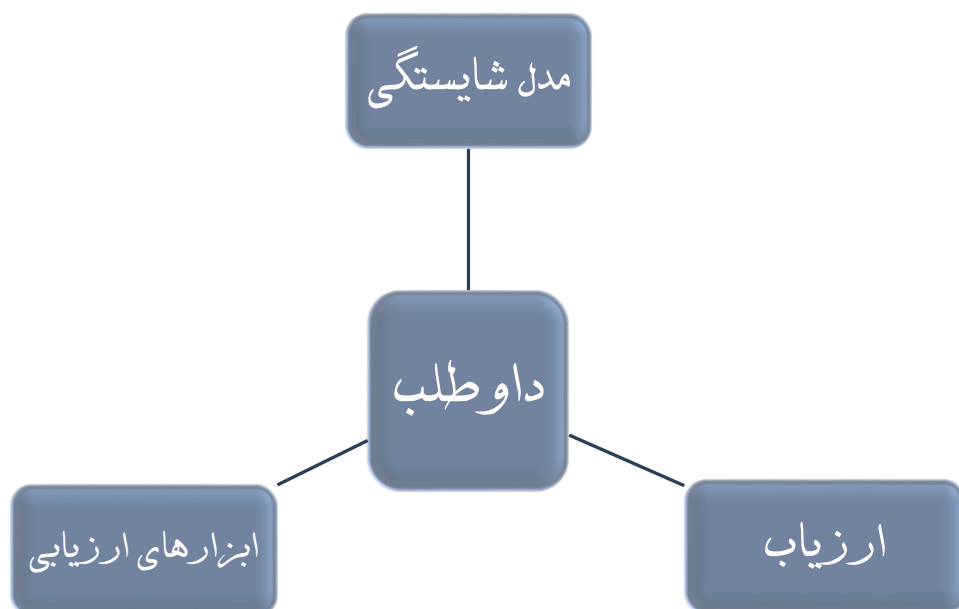 مدل شایستگی
داوطلب
ارزیاب
ابزارهای ارزیابی